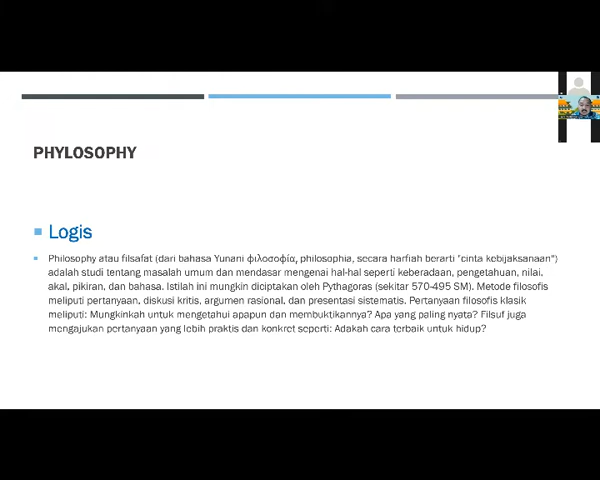 PHYLOSOPHY
Logis
Philosophy atau filsafat (dari bahasa Yunani φιλοσοφία, philosophia, secara harfiah berarti "cinta kebijaksanaan")
adalah studi tentang masalah umum dan mendasar mengenai hal-hal seperti keberadaan, pengetahuan, nilai,
akal, pikiran, dan bahasa. Istilah ini mungkin diciptakan oleh Pythagoras (sekitar 570-495 SM). Metode filosofis
meliputi pertanyaan, diskusi kritis, argumen rasional, dan presentasi sistematis. Pertanyaan filosofis klasik
meliputi: Mungkinkah untuk mengetahui apapun dan membuktikannya? Apa yang paling nyata? Filsuf juga
mengajukan pertanyaan yang lebih praktis dan konkret seperti: Adakah cara terbaik untuk hidup?